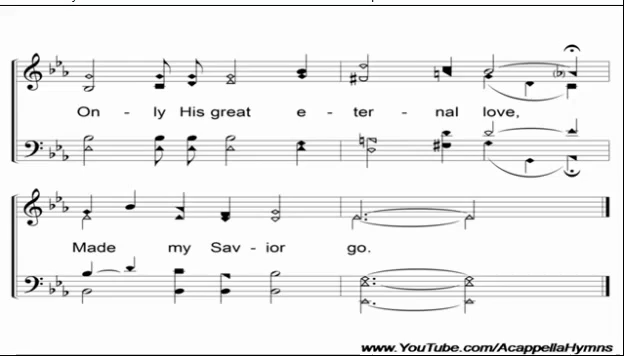 On - ly His great e - ter - nal love,
Made my Sav - ior go.
www.YouTube.com/AcappellaHymns